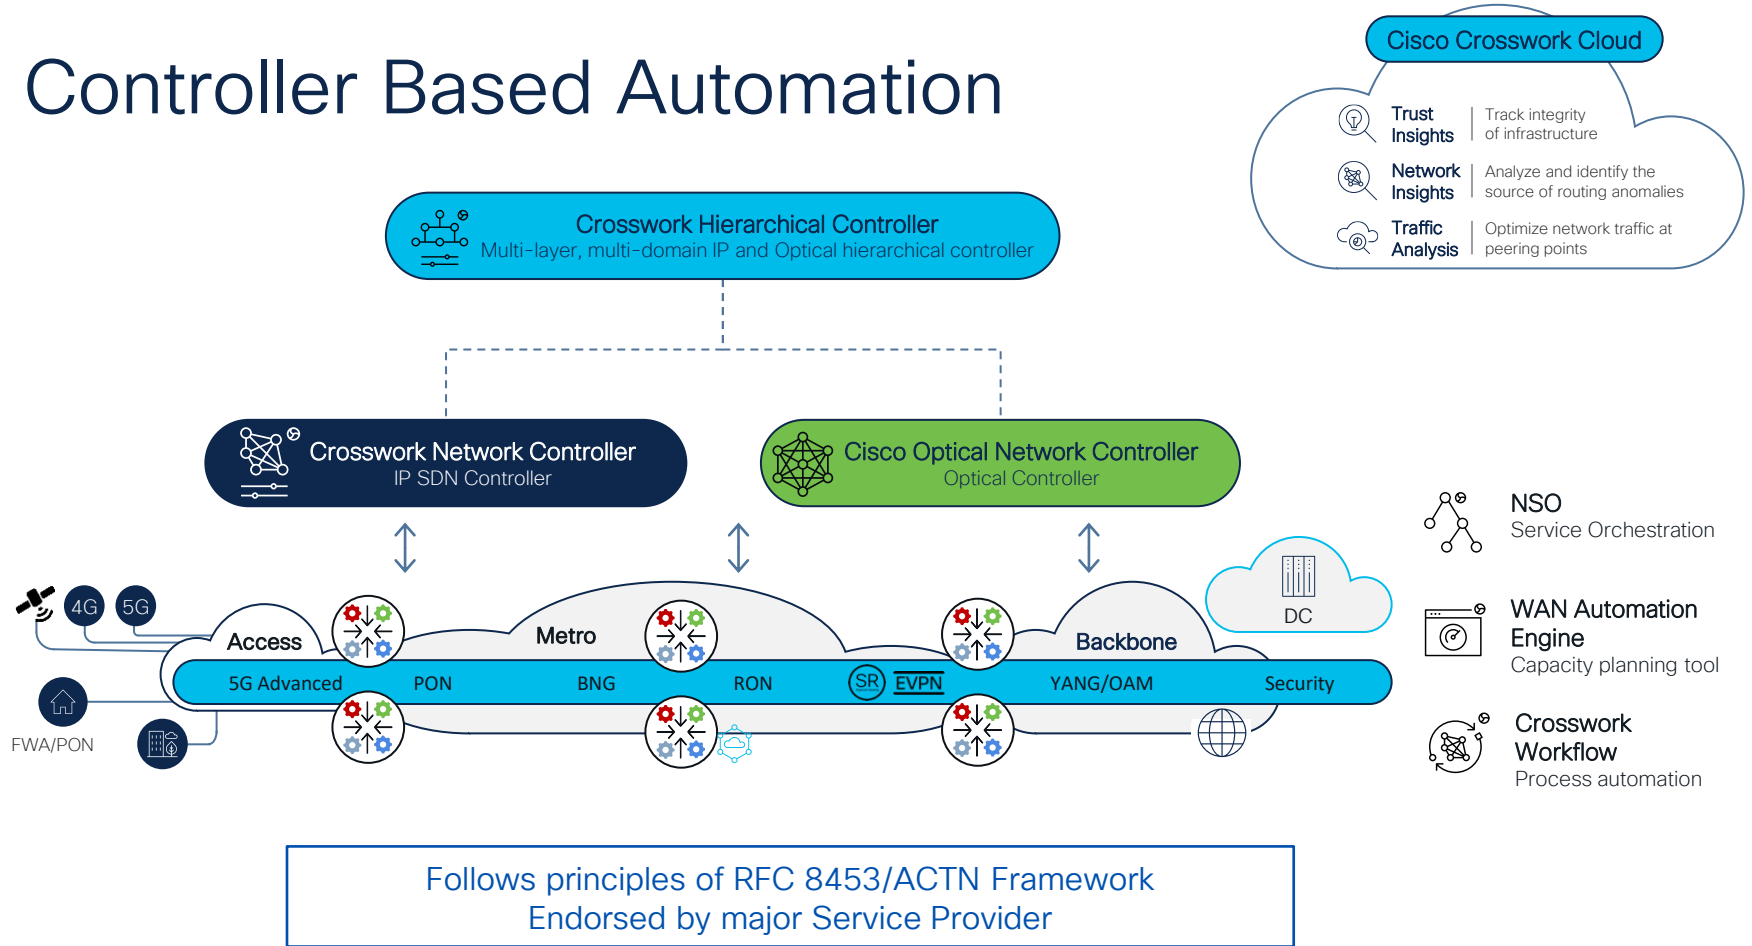 Controller Based Automation
Cisco Crosswork Cloud
Trust
Insights
Track integrity
of infrastructure
Network
Insights
Analyze and identify the
source of routing anomalies
Traffic
Analysis
Optimize network traffic at
peering points
Crosswork Hierarchical Controller
Multi-layer, multi-domain IP and Optical hierarchical controller
Crosswork Network Controller
IP SDN Controller
Cisco Optical Network Controller
Optical Controller
NSO
Service Orchestration
WAN Automation
Engine
Capacity planning tool
Crosswork
Workflow
Process automation
4G
5G
Access
Metro
Backbone
DC
5G Advanced
PON
BNG
RON
SR
EVPN
YANG/OAM
Security
FWA/PON
Follows principles of RFC 8453/ACTN Framework
Endorsed by major Service Provider